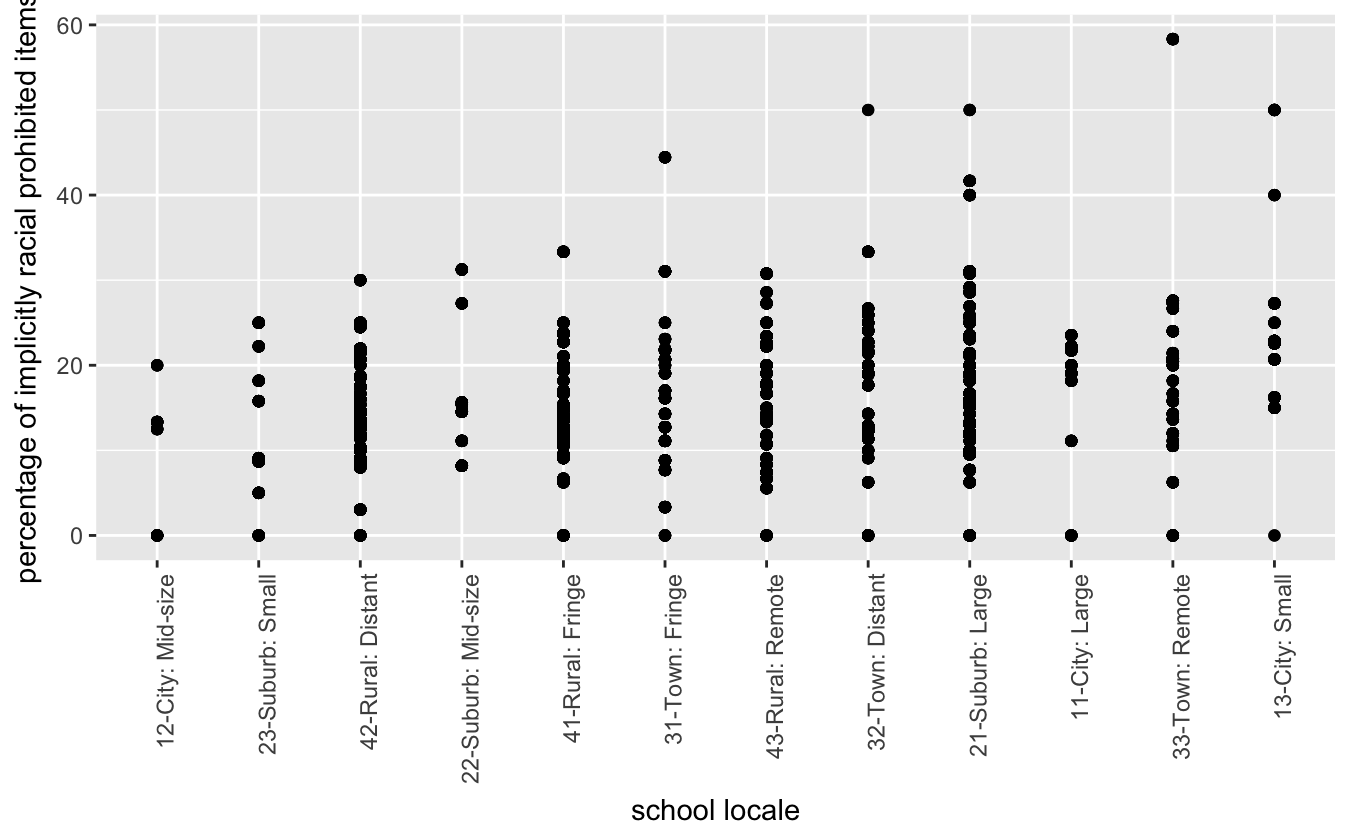 percentage of implicitly racial prohibited items
60
40
20
0
12-City: Mid-size
23-Suburb: Small
42-Rural: Distant
22-Suburb: Mid-size
41-Rural: Fringe
31-Town: Fringe
43-Rural: Remote
32-Town: Distant
21-Suburb: Large
11-City: Large
33-Town: Remote
13-City: Small
school locale